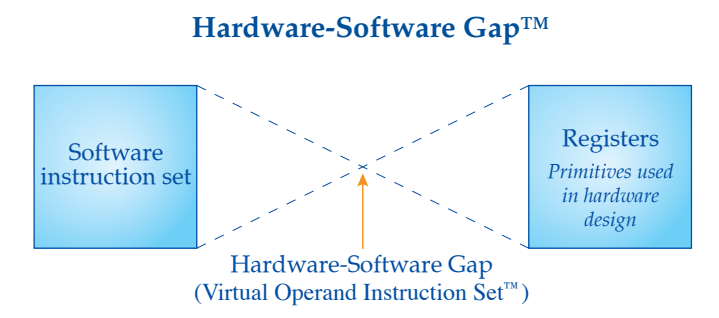 Hardware-Software Gap™
Software
instruction set
Registers
Primitives used
in hardware
design
Hardware-Software Gap
(Virtual Operand Instruction Set™)